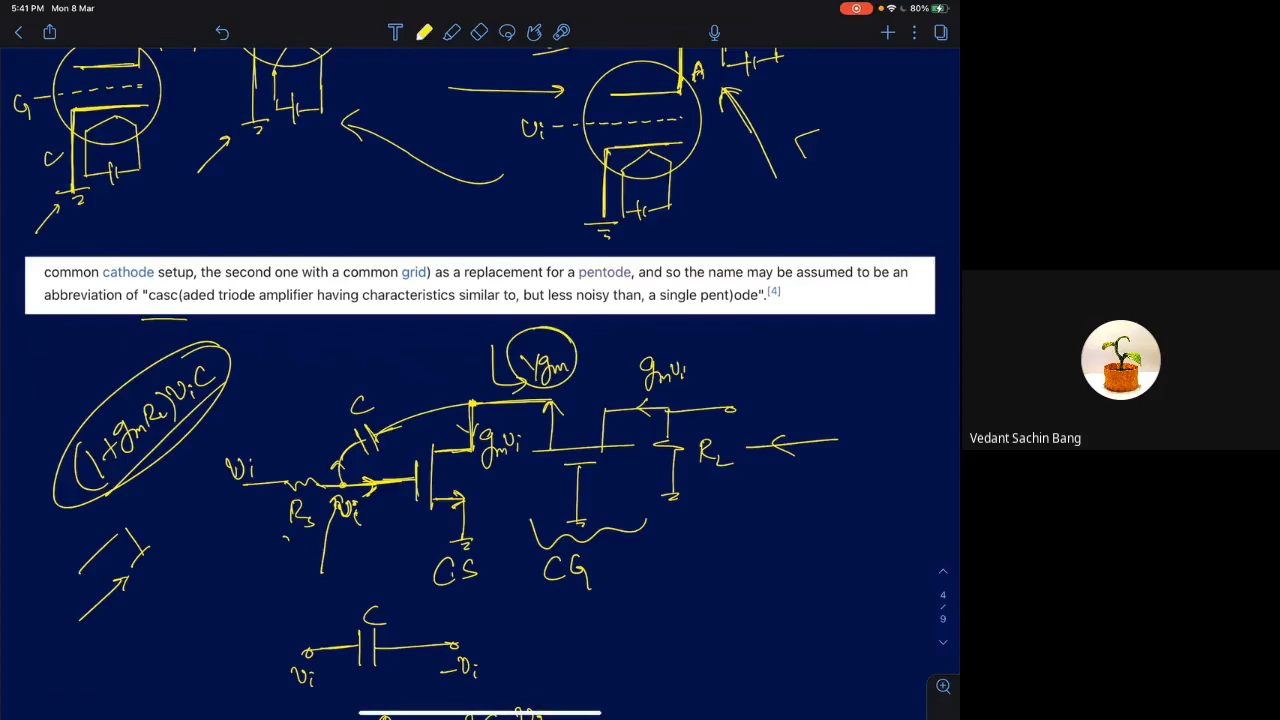 5:41 PM Mon 8 Mar
80%
G
C
Vi
A
common cathode setup, the second one with a common grid) as a replacement for a pentode, and so the name may be assumed to be an
abbreviation of "casc(aded triode amplifier having characteristics similar to, but less noisy than, a single pent)ode".[4]
(1+gmRL)ViC
1/gm
gmVi
C
gmVi
RL
Vi
Rs
Vi
CS
CG
C
Vi
-Vi
4
/
9
Vedant Sachin Bang